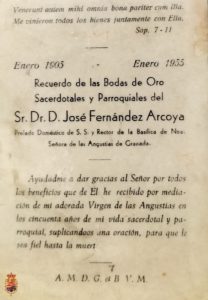 Venerunt autem mihi omnia bona pariter cum illa.
Me vinieron todos los bienes juntamente con Ella.
Sap. 7-11
Enero 1905 - Enero 1955
Recuerdo de las Bodas de Oro
Sacerdotales y Parroquiales del
Sr. Dr. D. José Fernández Arcoya
Prelado Doméstico de S. S. y Rector de la Basílica de Ntra.
Señora de las Angustias de Granada.
Ayudadme a dar gracias al Señor por todos
los beneficios que de El he recibido por media-
ción de mi adorada Virgen de las Angustias en
los cincuenta años de mi vida sacerdotal y pa-
rroquial, suplicándoos una oración, para que le
sea fiel hasta la muert
A. M. D. G. et B. V. M.